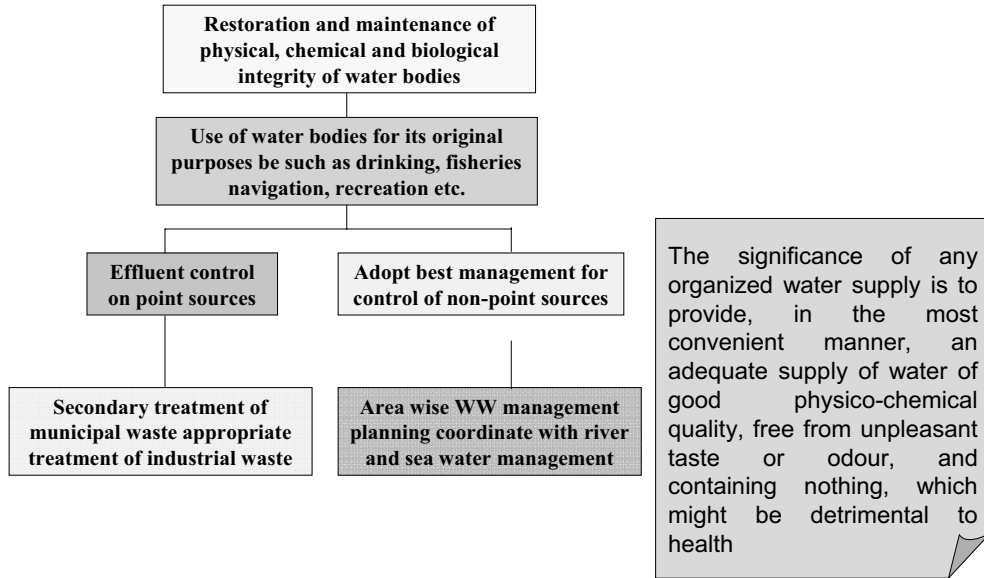 Restoration and maintenance of
physical, chemical and biological
integrity of water bodies
Use of water bodies for its original
purposes be such as drinking, fisheries
navigation, recreation etc.
Effluent control
on point sources
Adopt best management for
control of non-point sources
Secondary treatment of
municipal waste appropriate
treatment of industrial waste
Area wise WW management
planning coordinate with river
and sea water management
The significance of any
organized water supply is to
provide, in the most
convenient manner, an
adequate supply of water of
good physico-chemical
quality, free from unpleasant
taste or odour, and
containing nothing, which
might be detrimental to
health